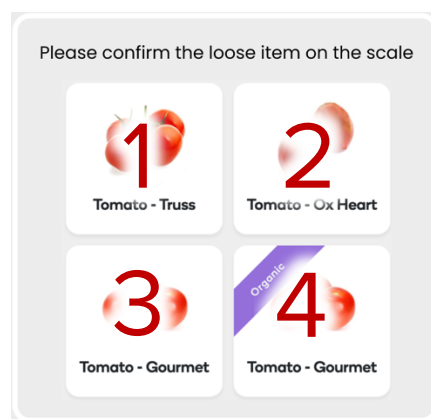 Please confirm the loose item on the scale
1
Tomato - Truss
2
Tomato - Ox Heart
3
Tomato - Gourmet
Organic
4
Tomato - Gourmet